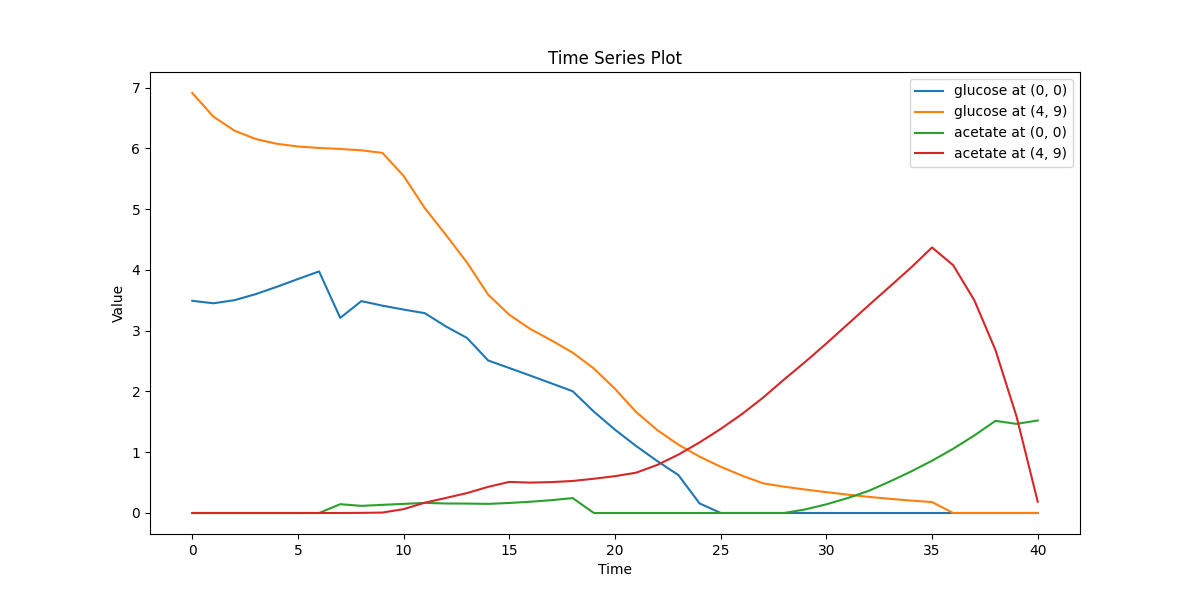 Time Series Plot
glucose at (0, 0)
glucose at (4, 9)
acetate at (0, 0)
acetate at (4, 9)
Value
7
6
5
4
3
2
1
0
0 5 10 15 20 25 30 35 40
Time